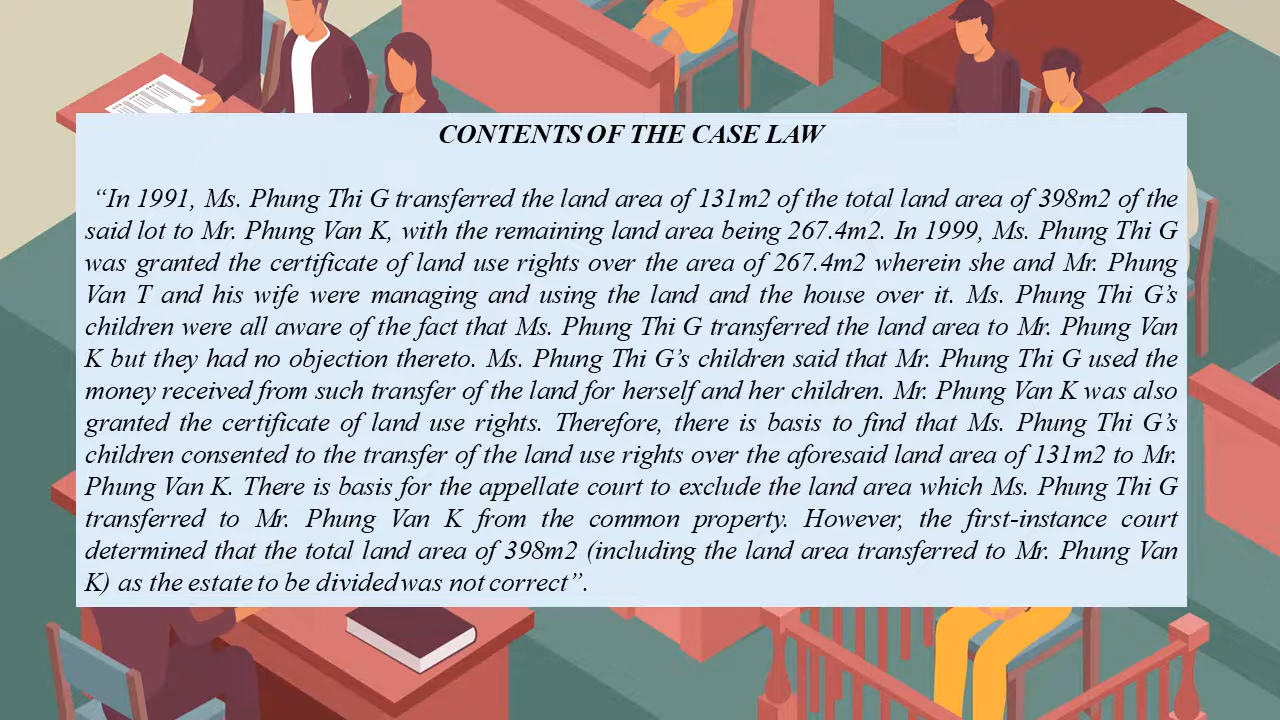 CONTENTS OF THE CASE LAW
“In 1991, Ms. Phung Thi G transferred the land area of 131m2 of the total land area of 398m2 of the
said lot to Mr. Phung Van K, with the remaining land area being 267.4m2. In 1999, Ms. Phung Thi G
was granted the certificate of land use rights over the area of 267.4m2 wherein she and Mr. Phung
Van T and his wife were managing and using the land and the house over it. Ms. Phung Thi G’s
children were all aware of the fact that Ms. Phung Thi G transferred the land area to Mr. Phung Van
K but they had no objection thereto. Ms. Phung Thi G’s children said that Mr. Phung Thi G used the
money received from such transfer of the land for herself and her children. Mr. Phung Van K was also
granted the certificate of land use rights. Therefore, there is basis to find that Ms. Phung Thi G’s
children consented to the transfer of the land use rights over the aforesaid land area of 131m2 to Mr.
Phung Van K. There is basis for the appellate court to exclude the land area which Ms. Phung Thi G
transferred to Mr. Phung Van K from the common property. However, the first-instance court
determined that the total land area of 398m2 (including the land area transferred to Mr. Phung Van
K) as the estate to be divided was not correct”.